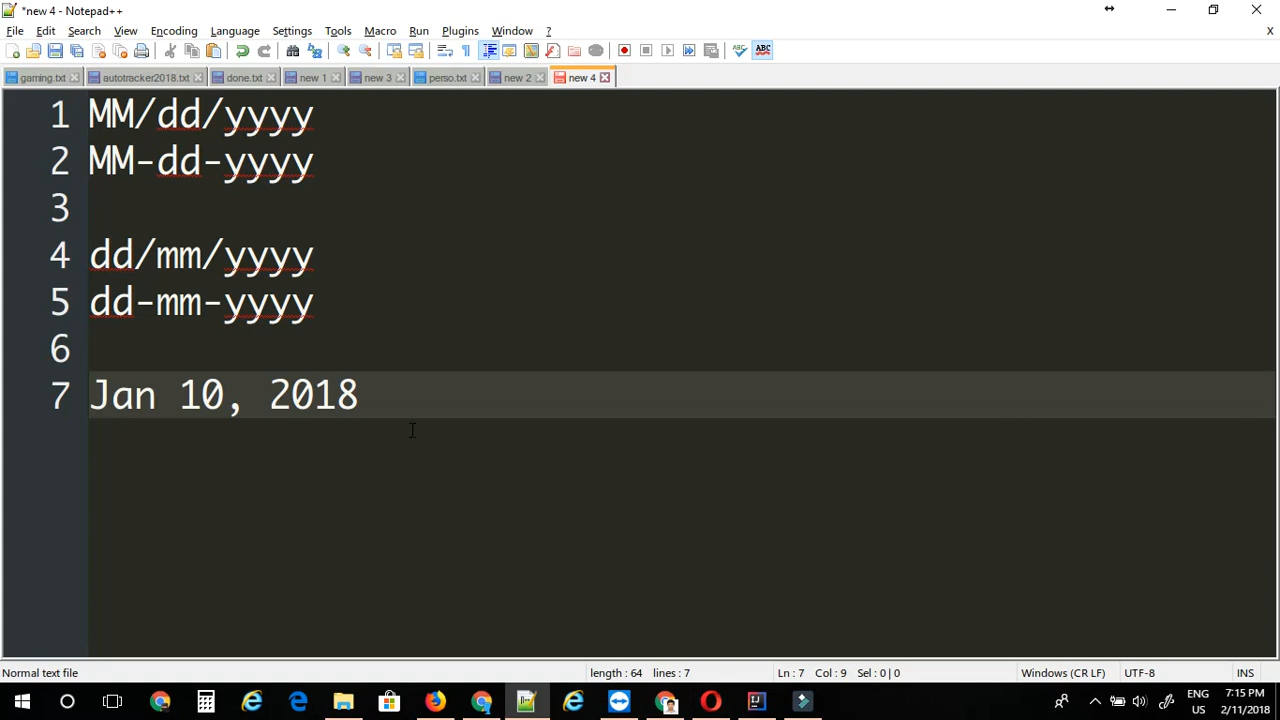 *new 4 - Notepad++
File Edit Search View Encoding Language Settings Tools Macro Run Plugins Window ? X
gaming.txt autotracker2018.txt done.txt new 1 new 3 perso.txt new 2 new 4
1 MM/dd/yyyy
2 MM-dd-yyyy
3
4 dd/mm/yyyy
5 dd-mm-yyyy
6
7 Jan 10, 2018
Normal text file length : 64 lines : 7 Ln : 7 Col : 9 Sel : 0 | 0 Windows (CR LF) UTF-8 INS
ENG 7:15 PM
US 2/11/2018